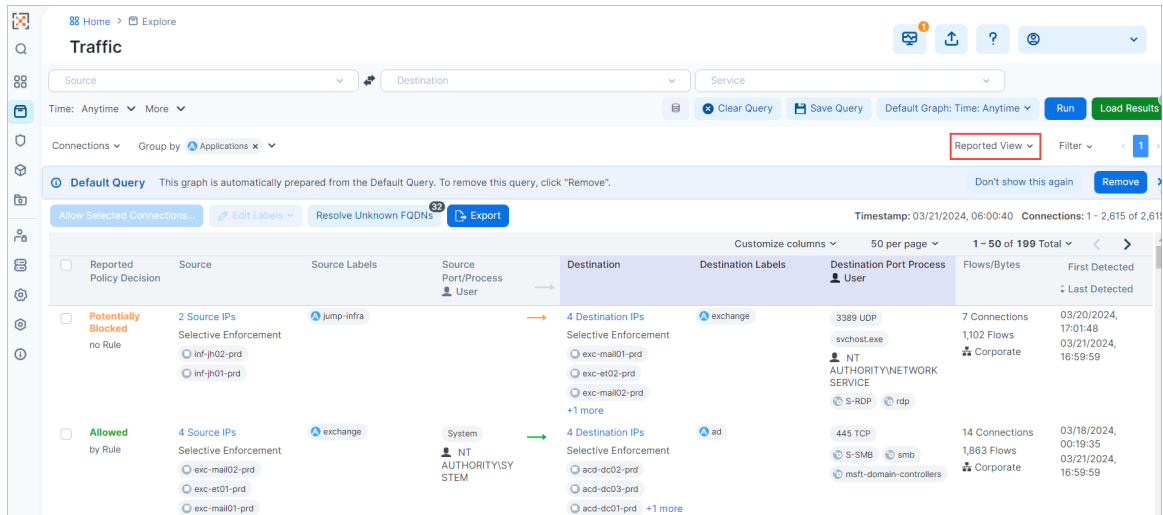 Home > Explore
Traffic
1
Source
Destination
Service
Time: Anytime More
Clear Query
Save Query
Default Graph: Time: Anytime
Run
Load Results
Connections
Group by Applications ×
Reported View
Filter
‹ 1 ›
Default Query This graph is automatically prepared from the Default Query. To remove this query, click "Remove".
Don't show this again
Remove
Allow Selected Connections...
Edit Labels
Resolve Unknown FQDNs
32
Export
Timestamp: 03/21/2024, 06:00:40 Connections: 1 - 2,615 of 2,61
Customize columns
50 per page
1 – 50 of 199 Total
Reported
Policy Decision
Source
Source Labels
Source
Port/Process
User
Destination
Destination Labels
Destination Port Process
User
Flows/Bytes
First Detected
Last Detected
Potentially
Blocked
no Rule
2 Source IPs
Selective Enforcement
inf-jh02-prd
inf-jh01-prd
jump-infra
4 Destination IPs
Selective Enforcement
exc-mail01-prd
exc-et02-prd
exc-mail02-prd
+1 more
exchange
3389 UDP
svchost.exe
NT
AUTHORITY\NETWORK
SERVICE
S-RDP rdp
7 Connections
1,102 Flows
Corporate
03/20/2024,
17:01:48
03/21/2024,
16:59:59
Allowed
by Rule
4 Source IPs
Selective Enforcement
exc-mail02-prd
exc-et01-prd
exc-mail01-prd
exchange
System
NT
AUTHORITY\SY
STEM
4 Destination IPs
Selective Enforcement
acd-dc02-prd
acd-dc03-prd
acd-dc01-prd +1 more
ad
445 TCP
S-SMB smb
msft-domain-controllers
14 Connections
1,863 Flows
Corporate
03/18/2024,
00:19:35
03/21/2024,
16:59:59